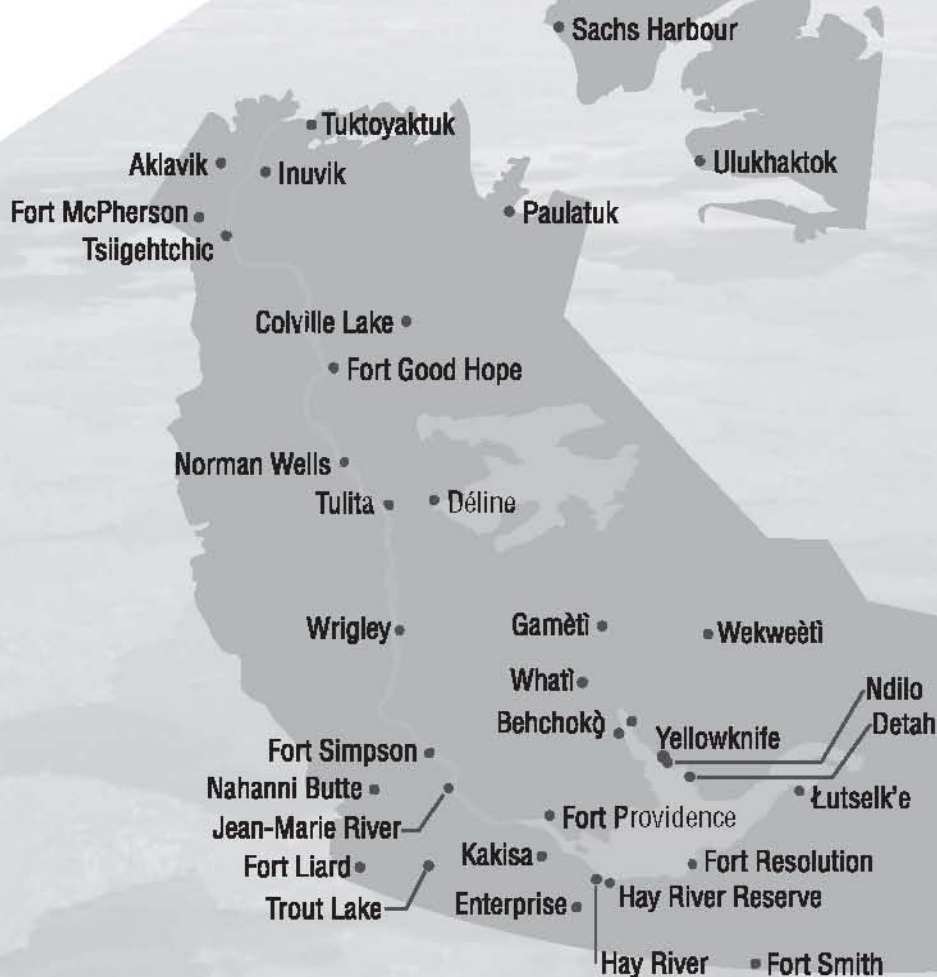 Sachs Harbour
Tuktoyaktuk
Aklavik
Inuvik
Ulukhaktok
Fort McPherson
Paulatuk
Tsiigehtchic
Colville Lake
Fort Good Hope
Norman Wells
Tulita
Déline
Wrigley
Gamètì
Wekweètì
Whatì
Ndilo
Behchokǫ̀
Yellowknife
Detah
Fort Simpson
Nahanni Butte
Łutselk'e
Jean-Marie River
Fort Providence
Kakisa
Fort Resolution
Fort Liard
Hay River Reserve
Trout Lake
Enterprise
Hay River
Fort Smith